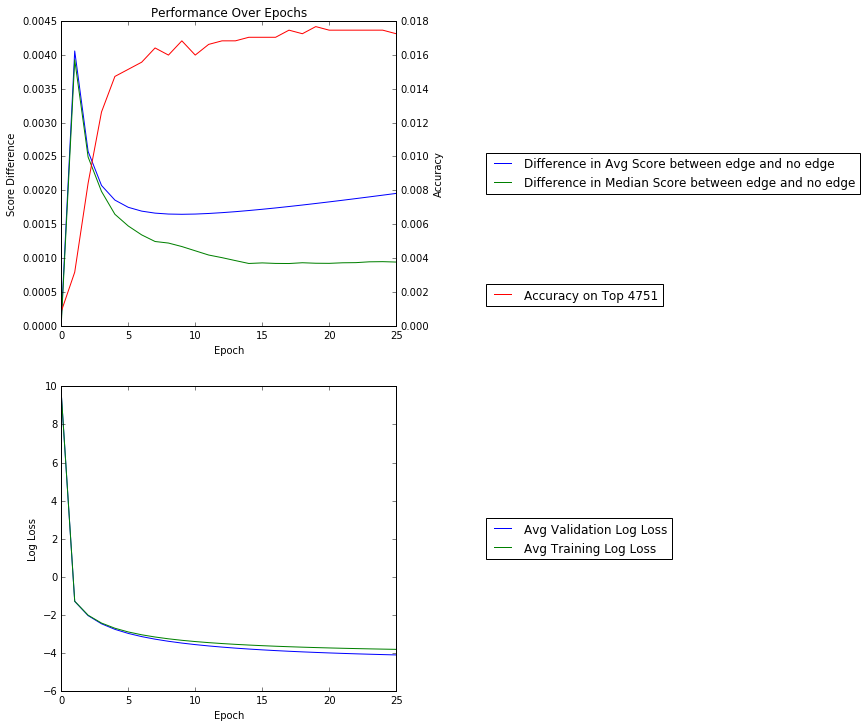 Performance Over Epochs
0.0045
0.0040
0.0035
0.0030
0.0025
0.0020
0.0015
0.0010
0.0005
0.0000
Score Difference
0.018
0.016
0.014
0.012
0.010
0.008
0.006
0.004
0.002
0.000
Accuracy
0 5 10 15 20 25
Epoch
Difference in Avg Score between edge and no edge
Difference in Median Score between edge and no edge
Accuracy on Top 4751
10
8
6
4
2
0
−2
−4
−6
Log Loss
0 5 10 15 20 25
Epoch
Avg Validation Log Loss
Avg Training Log Loss